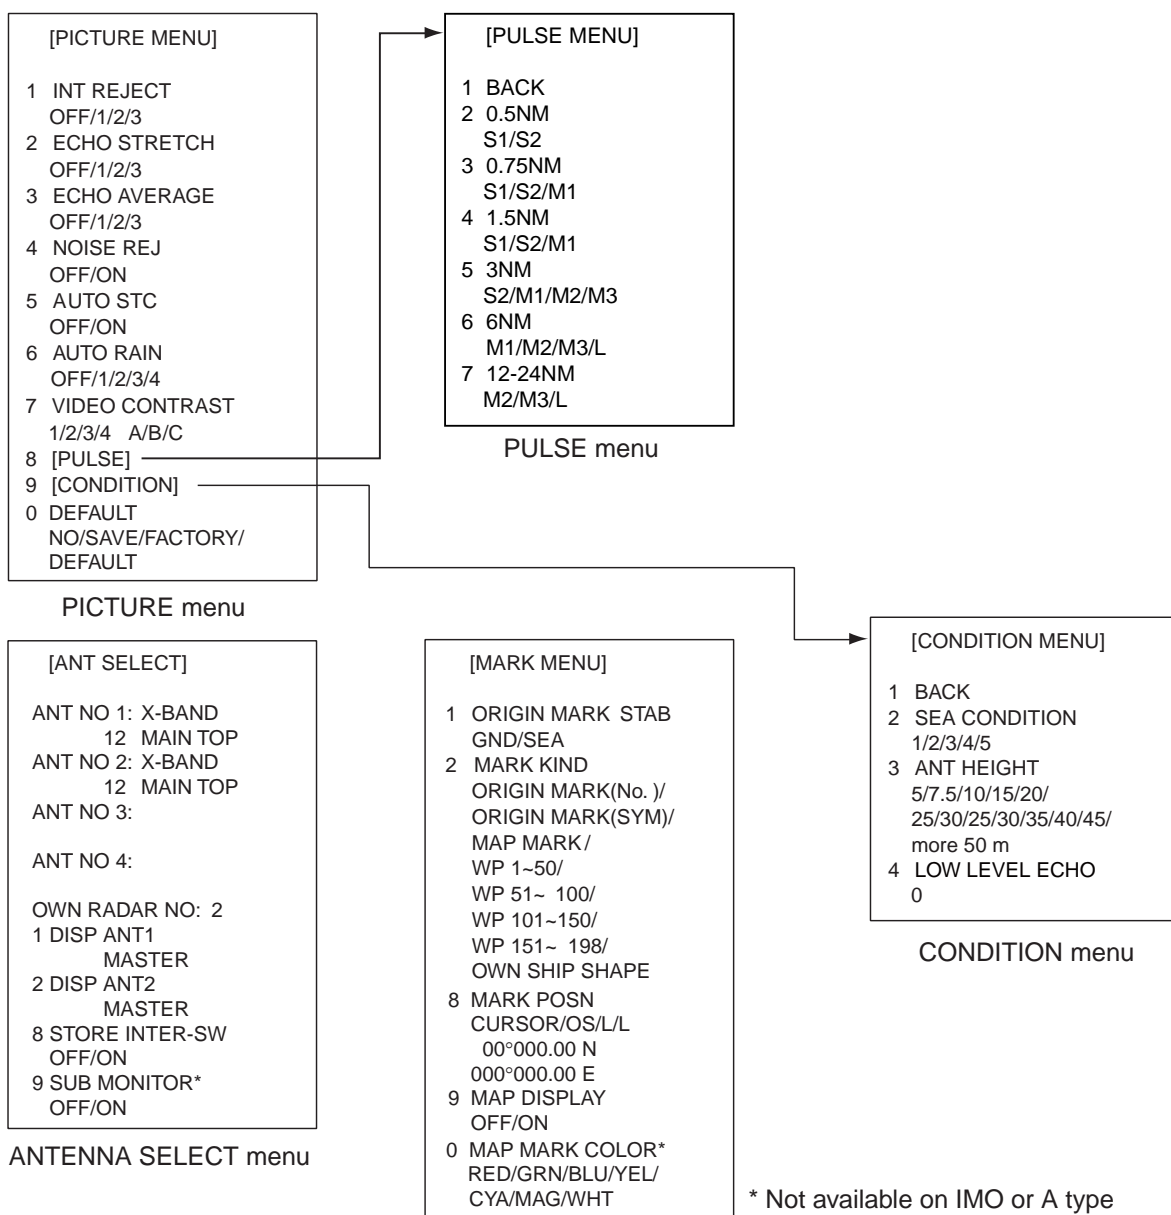 [PICTURE MENU]
1 INT REJECT
OFF/1/2/3
2 ECHO STRETCH
OFF/1/2/3
3 ECHO AVERAGE
OFF/1/2/3
4 NOISE REJ
OFF/ON
5 AUTO STC
OFF/ON
6 AUTO RAIN
OFF/1/2/3/4
7 VIDEO CONTRAST
1/2/3/4 A/B/C
8 [PULSE]
9 [CONDITION]
0 DEFAULT
NO/SAVE/FACTORY/
DEFAULT
PICTURE menu
[PULSE MENU]
1 BACK
2 0.5NM
S1/S2
3 0.75NM
S1/S2/M1
4 1.5NM
S1/S2/M1
5 3NM
S2/M1/M2/M3
6 6NM
M1/M2/M3/L
7 12-24NM
M2/M3/L
PULSE menu
[ANT SELECT]
ANT NO 1: X-BAND
12 MAIN TOP
ANT NO 2: X-BAND
12 MAIN TOP
ANT NO 3:
ANT NO 4:
OWN RADAR NO: 2
1 DISP ANT1
MASTER
2 DISP ANT2
MASTER
8 STORE INTER-SW
OFF/ON
9 SUB MONITOR*
OFF/ON
ANTENNA SELECT menu
[MARK MENU]
1 ORIGIN MARK STAB
GND/SEA
2 MARK KIND
ORIGIN MARK(No. )/
ORIGIN MARK(SYM)/
MAP MARK/
WP 1~50/
WP 51~ 100/
WP 101~150/
WP 151~ 198/
OWN SHIP SHAPE
8 MARK POSN
CURSOR/OS/L/L
00°000.00 N
000°000.00 E
9 MAP DISPLAY
OFF/ON
0 MAP MARK COLOR*
RED/GRN/BLU/YEL/
CYA/MAG/WHT
[CONDITION MENU]
1 BACK
2 SEA CONDITION
1/2/3/4/5
3 ANT HEIGHT
5/7.5/10/15/20/
25/30/25/30/35/40/45/
more 50 m
4 LOW LEVEL ECHO
0
CONDITION menu
* Not available on IMO or A type